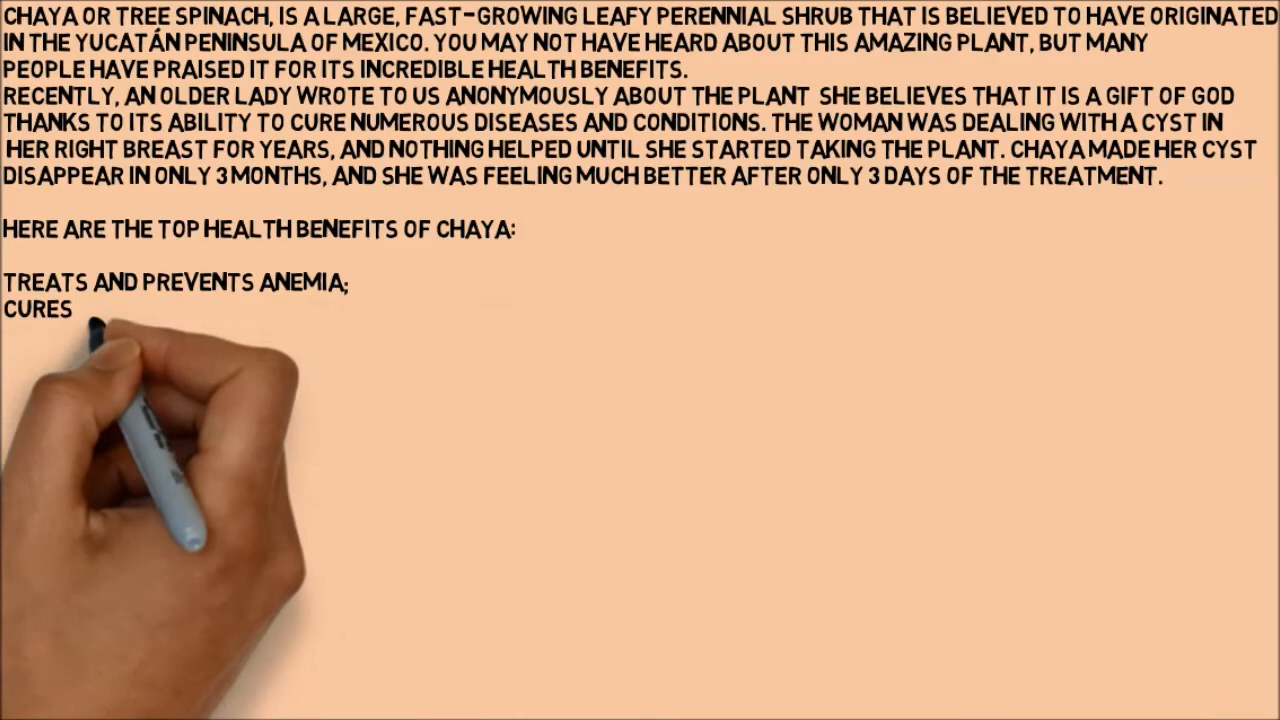 CHAYA OR TREE SPINACH, IS A LARGE, FAST-GROWING LEAFY PERENNIAL SHRUB THAT IS BELIEVED TO HAVE ORIGINATED
IN THE YUCATÁN PENINSULA OF MEXICO. YOU MAY NOT HAVE HEARD ABOUT THIS AMAZING PLANT, BUT MANY
PEOPLE HAVE PRAISED IT FOR ITS INCREDIBLE HEALTH BENEFITS.
RECENTLY, AN OLDER LADY WROTE TO US ANONYMOUSLY ABOUT THE PLANT SHE BELIEVES THAT IT IS A GIFT OF GOD
THANKS TO ITS ABILITY TO CURE NUMEROUS DISEASES AND CONDITIONS. THE WOMAN WAS DEALING WITH A CYST IN
HER RIGHT BREAST FOR YEARS, AND NOTHING HELPED UNTIL SHE STARTED TAKING THE PLANT. CHAYA MADE HER CYST
DISAPPEAR IN ONLY 3 MONTHS, AND SHE WAS FEELING MUCH BETTER AFTER ONLY 3 DAYS OF THE TREATMENT.
HERE ARE THE TOP HEALTH BENEFITS OF CHAYA:
TREATS AND PREVENTS ANEMIA;
CURES